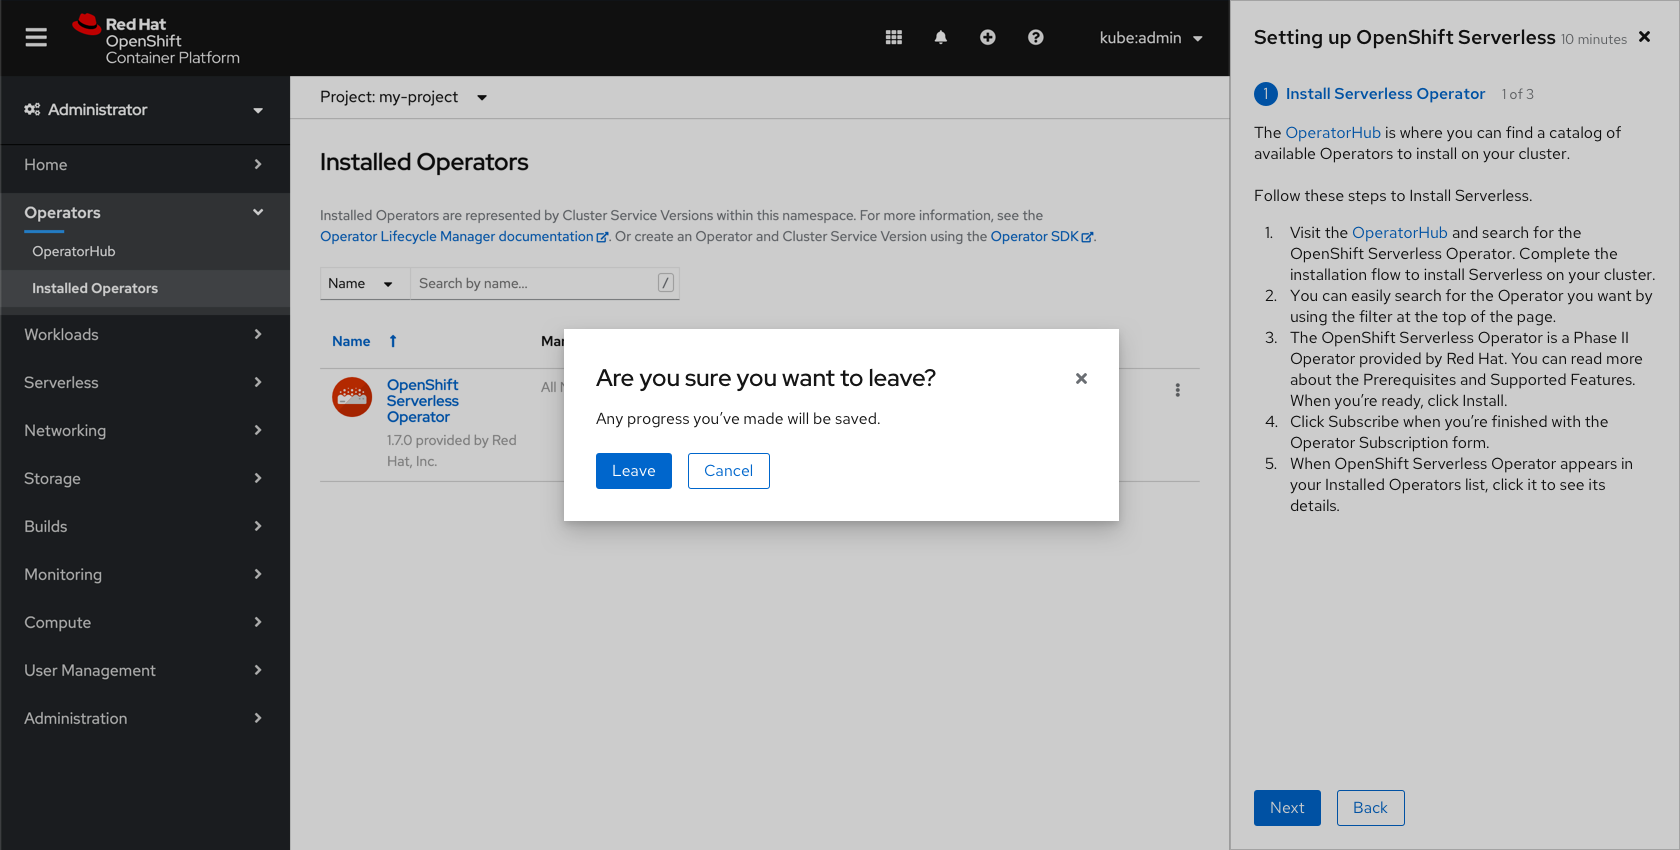 Red Hat
OpenShift
Container Platform
kube:admin
Administrator
Home
Operators
OperatorHub
Installed Operators
Workloads
Serverless
Networking
Storage
Builds
Monitoring
Compute
User Management
Administration
Project: my-project
Installed Operators
Installed Operators are represented by Cluster Service Versions within this namespace. For more information, see the
Operator Lifecycle Manager documentation. Or create an Operator and Cluster Service Version using the Operator SDK.
Name
Search by name...
/
Name
OpenShift
Serverless
Operator
1.7.0 provided by Red
Hat, Inc.
All
Are you sure you want to leave?
Any progress you’ve made will be saved.
Leave
Cancel
Setting up OpenShift Serverless 10 minutes
1 Install Serverless Operator 1 of 3
The OperatorHub is where you can find a catalog of
available Operators to install on your cluster.
Follow these steps to Install Serverless.
1. Visit the OperatorHub and search for the
OpenShift Serverless Operator. Complete the
installation flow to install Serverless on your cluster.
2. You can easily search for the Operator you want by
using the filter at the top of the page.
3. The OpenShift Serverless Operator is a Phase II
Operator provided by Red Hat. You can read more
about the Prerequisites and Supported Features.
When you’re ready, click Install.
4. Click Subscribe when you’re finished with the
Operator Subscription form.
5. When OpenShift Serverless Operator appears in
your Installed Operators list, click it to see its
details.
Next
Back